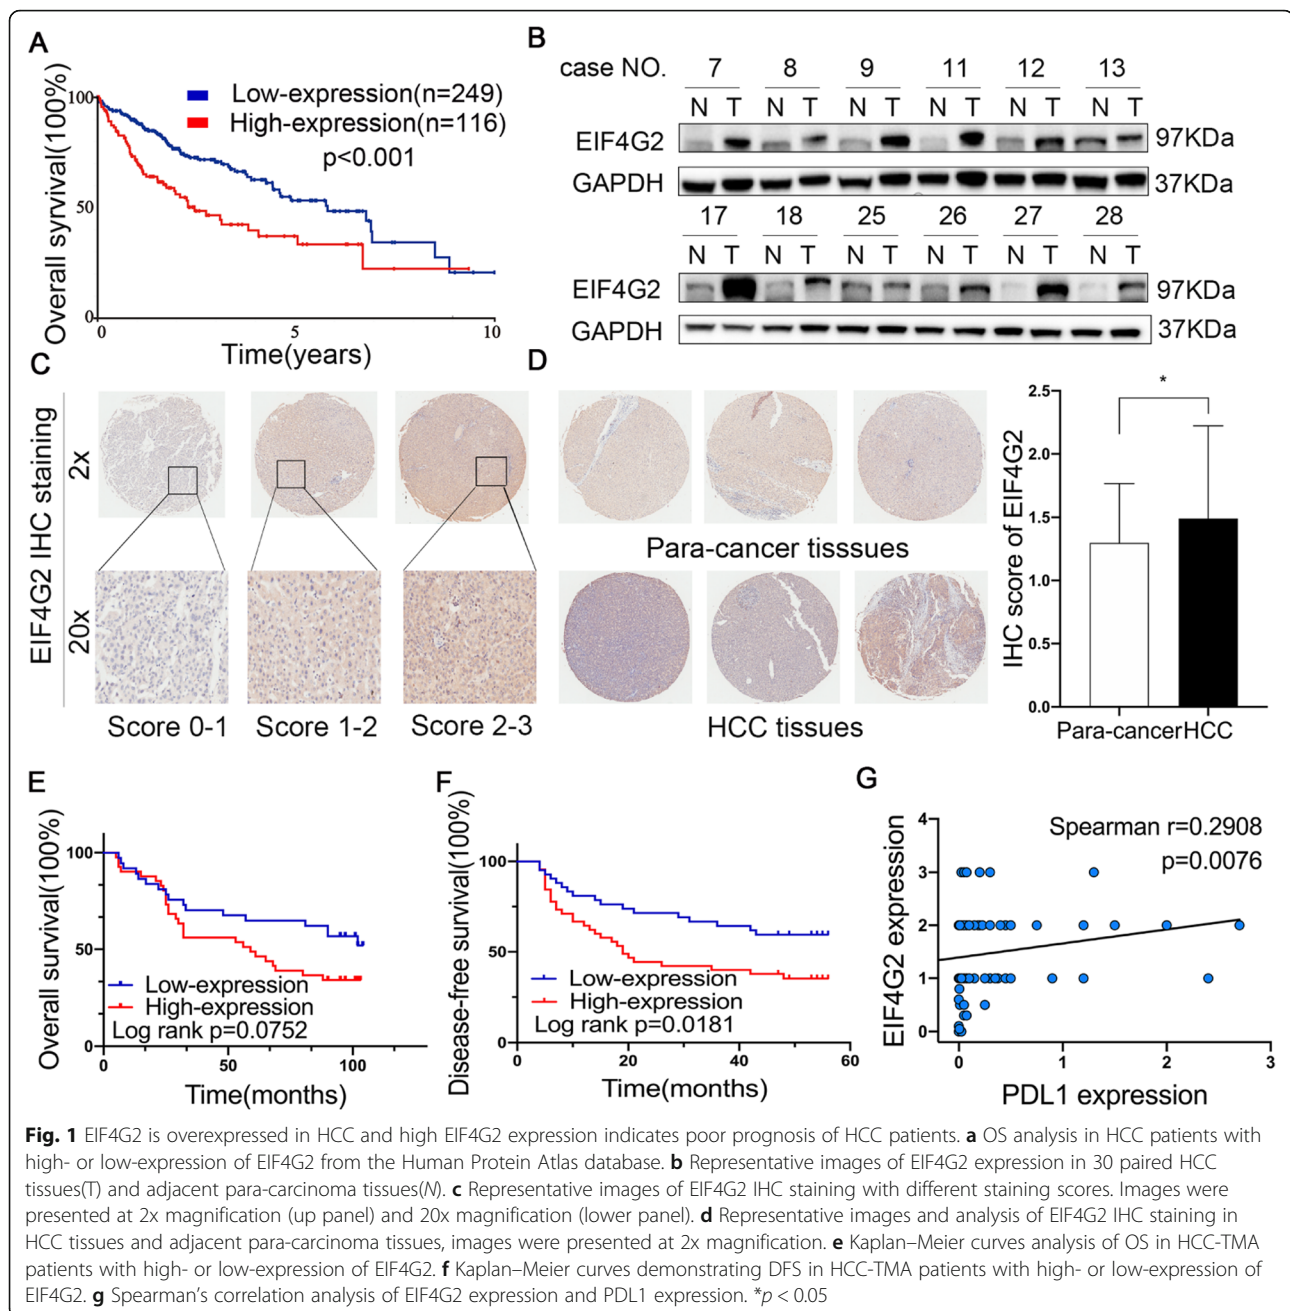 A
Low-expression(n=249)
High-expression(n=116)
p<0.001
Overall syrvival(100%)
100
50
0
0 5 10
Time(years)
B
case NO. 7 8 9 11 12 13
N T N T N T N T N T N T
EIF4G2 97KDa
GAPDH 37KDa
17 18 25 26 27 28
N T N T N T N T N T N T
EIF4G2 97KDa
GAPDH 37KDa
C
EIF4G2 IHC staining
2x
20x
Score 0-1 Score 1-2 Score 2-3
D
Para-cancer tisssues
HCC tissues
*
IHC score of EIF4G2
2.5
2.0
1.5
1.0
0.5
0.0
Para-cancer HCC
E
Overall survival(100%)
100
50
0
Low-expression
High-expression
Log rank p=0.0752
0 50 100
Time(months)
F
Disease-free survival(100%)
100
50
0
Low-expression
High-expression
Log rank p=0.0181
0 20 40 60
Time(months)
G
Spearman r=0.2908
p=0.0076
EIF4G2 expression
4
3
2
1
0
0 1 2 3
PDL1 expression
Fig. 1 EIF4G2 is overexpressed in HCC and high EIF4G2 expression indicates poor prognosis of HCC patients. a OS analysis in HCC patients with
high- or low-expression of EIF4G2 from the Human Protein Atlas database. b Representative images of EIF4G2 expression in 30 paired HCC
tissues(T) and adjacent para-carcinoma tissues(N). c Representative images of EIF4G2 IHC staining with different staining scores. Images were
presented at 2x magnification (up panel) and 20x magnification (lower panel). d Representative images and analysis of EIF4G2 IHC staining in
HCC tissues and adjacent para-carcinoma tissues, images were presented at 2x magnification. e Kaplan–Meier curves analysis of OS in HCC-TMA
patients with high- or low-expression of EIF4G2. f Kaplan–Meier curves demonstrating DFS in HCC-TMA patients with high- or low-expression of
EIF4G2. g Spearman's correlation analysis of EIF4G2 expression and PDL1 expression. *p < 0.05